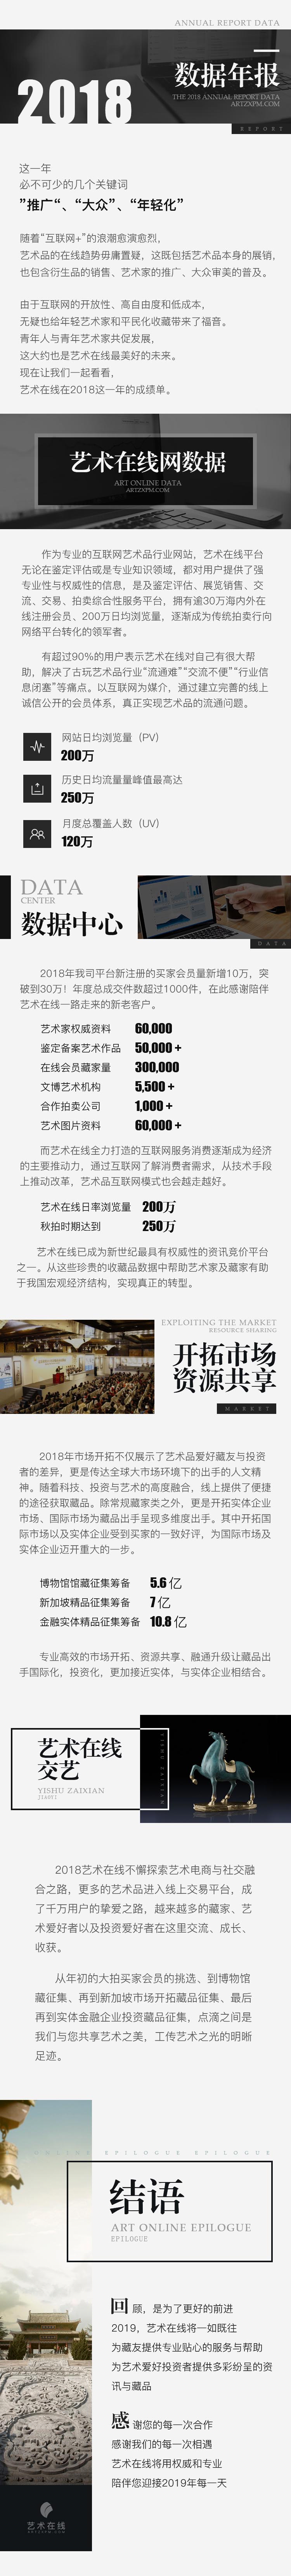 ANNUAL REPORT DATA
2018
数据年报
THE 2018 ANNUAL REPORT DATA
ARTZXPM.COM
REPORT
这一年
必不可少的几个关键词
”推广“、“大众”、“年轻化”
随着“互联网+”的浪潮愈演愈烈，
艺术品的在线趋势毋庸置疑，这既包括艺术品本身的展销，
也包含衍生品的销售、艺术家的推广、大众审美的普及。
由于互联网的开放性、高自由度和低成本，
无疑也给年轻艺术家和平民化收藏带来了福音。
青年人与青年艺术家共促发展，
这大约也是艺术在线最美好的未来。
现在让我们一起看看，
艺术在线在2018这一年的成绩单。
艺术在线网数据
ART ONLINE DATA
ARTZXPM.COM
作为专业的互联网艺术品行业网站，艺术在线平台
无论在鉴定评估或是专业知识领域，都对用户提供了强
专业性与权威性的信息，是及鉴定评估、展览销售、交
流、交易、拍卖综合性服务平台，拥有逾30万海内外在
线注册会员、200万日均浏览量，逐渐成为传统拍卖行向
网络平台转化的领军者。
有超过90%的用户表示艺术在线对自己有很大帮
助，解决了古玩艺术品行业“流通难”“交流不便”“行业信
息闭塞”等痛点。以互联网为媒介，通过建立完善的线上
诚信公开的会员体系，真正实现艺术品的流通问题。
网站日均浏览量（PV）
200万
历史日均流量量峰值最高达
250万
月度总覆盖人数（UV）
120万
DATA
CENTER
数据中心
DATA
2018年我司平台新注册的买家会员量新增10万，突
破到30万！年度总成交件数超过1000件，在此感谢陪伴
艺术在线一路走来的新老客户。
艺术家权威资料 60,000
鉴定备案艺术作品 50,000 +
在线会员藏家量 300,000
文博艺术机构 5,500 +
合作拍卖公司 1,000 +
艺术图片资料 60,000 +
而艺术在线全力打造的互联网服务消费逐渐成为经济
的主要推动力，通过互联网了解消费者需求，从技术手段
上推动改革，艺术品互联网模式也会越走越好。
艺术在线日率浏览量 200万
秋拍时期达到 250万
艺术在线已成为新世纪最具有权威性的资讯竟价平台
之一。从这些珍贵的收藏品数据中帮助艺术家及藏家有助
于我国宏观经济结构，实现真正的转型。
EXPLOITING THE MARKET
RESOURCE SHARING
开拓市场
资源共享
MARKET
2018年市场开拓不仅展示了艺术品爱好藏友与投资
者的差异，更是传达全球大市场环境下的出手的人文精
神。随着科技、投资与艺术的高度融合，线上提供了便捷
的途径获取藏品。除常规藏家类之外，更是开拓实体企业
市场、国际市场为藏品出手呈现多维度出手。其中开拓国
际市场以及实体企业受到买家的一致好评，为国际市场及
实体企业迈开重大的一步。
博物馆馆藏征集筹备 5.6 亿
新加坡精品征集筹备 7 亿
金融实体精品征集筹备 10.8 亿
专业高效的市场开拓、资源共享、融通升级让藏品出
手国际化，投资化，更加接近实体，与实体企业相结合。
艺术在线
交艺
YISHU ZAIXIAN
JIAOYI
YISHU ZAIXIAN
2018艺术在线不懈探索艺术电商与社交融
合之路，更多的艺术品进入线上交易平台，成
了千万用户的挚爱之路，越来越多的藏家、艺
术爱好者以及投资爱好者在这里交流、成长、
收获。
从年初的大拍买家会员的挑选、到博物馆
藏征集、再到新加坡市场开拓藏品征集、最后
再到实体金融企业投资藏品征集，点滴之间是
我们与您共享艺术之美，工传艺术之光的明晰
足迹。
EPILOGUE EPILOGUE
结语
ART ONLINE EPILOGUE
EPILOGUE
回顾，是为了更好的前进
2019，艺术在线将一如既往
为藏友提供专业贴心的服务与帮助
为艺术爱好投资者提供多彩纷呈的资
讯与藏品
感谢您的每一次合作
感谢我们的每一次相遇
艺术在线将用权威和专业
陪伴您迎接2019年每一天
艺术在线
ARTZXPM.COM